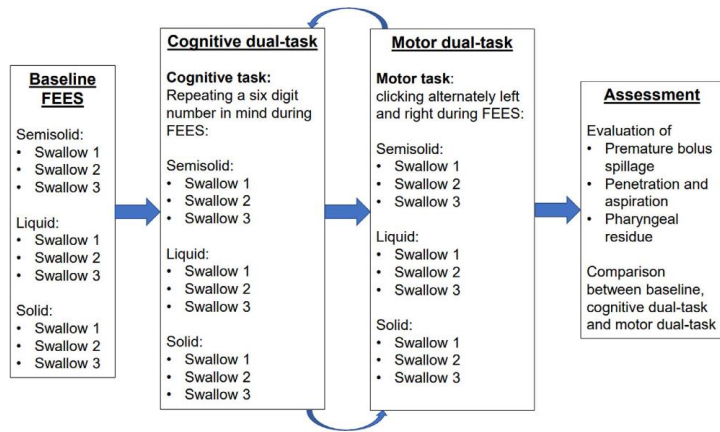 Baseline
FEES
Semisolid:
• Swallow 1
• Swallow 2
• Swallow 3
Liquid:
• Swallow 1
• Swallow 2
• Swallow 3
Solid:
• Swallow 1
• Swallow 2
• Swallow 3
Cognitive dual-task
Cognitive task:
Repeating a six digit
number in mind during
FEES:
Semisolid:
• Swallow 1
• Swallow 2
• Swallow 3
Liquid:
• Swallow 1
• Swallow 2
• Swallow 3
Solid:
• Swallow 1
• Swallow 2
• Swallow 3
Motor dual-task
Motor task:
clicking alternately left
and right during FEES:
Semisolid:
• Swallow 1
• Swallow 2
• Swallow 3
Liquid:
• Swallow 1
• Swallow 2
• Swallow 3
Solid:
• Swallow 1
• Swallow 2
• Swallow 3
Assessment
Evaluation of
• Premature bolus
spillage
• Penetration and
aspiration
• Pharyngeal
residue
Comparison
between baseline,
cognitive dual-task
and motor dual-task